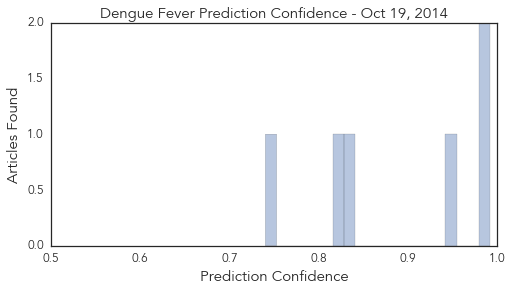 Dengue Fever Prediction Confidence - Oct 19, 2014
2.0
1.5
1.0
0.5
0.0
Articles Found
0.5 0.6 0.7 0.8 0.9 1.0
Prediction Confidence